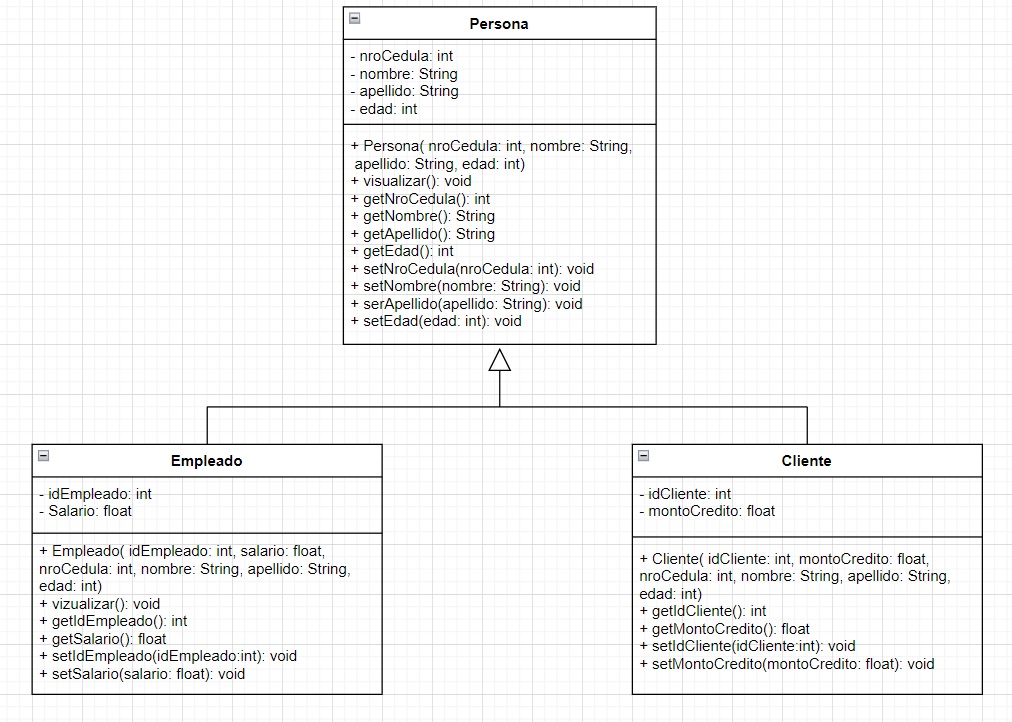 Persona
- nroCedula: int
- nombre: String
- apellido: String
- edad: int
+ Persona( nroCedula: int, nombre: String,
apellido: String, edad: int)
+ visualizar(): void
+ getNroCedula(): int
+ getNombre(): String
+ getApellido(): String
+ getEdad(): int
+ setNroCedula(nroCedula: int): void
+ setNombre(nombre: String): void
+ serApellido(apellido: String): void
+ setEdad(edad: int): void
Empleado
- idEmpleado: int
- Salario: float
+ Empleado( idEmpleado: int, salario: float,
nroCedula: int, nombre: String, apellido: String,
edad: int)
+ vizualizar(): void
+ getIdEmpleado(): int
+ getSalario(): float
+ setIdEmpleado(idEmpleado:int): void
+ setSalario(salario: float): void
Cliente
- idCliente: int
- montoCredito: float
+ Cliente( idCliente: int, montoCredito: float,
nroCedula: int, nombre: String, apellido: String,
edad: int)
+ getIdCliente(): int
+ getMontoCredito(): float
+ setIdCliente(idCliente:int): void
+ setMontoCredito(montoCredito: float): void